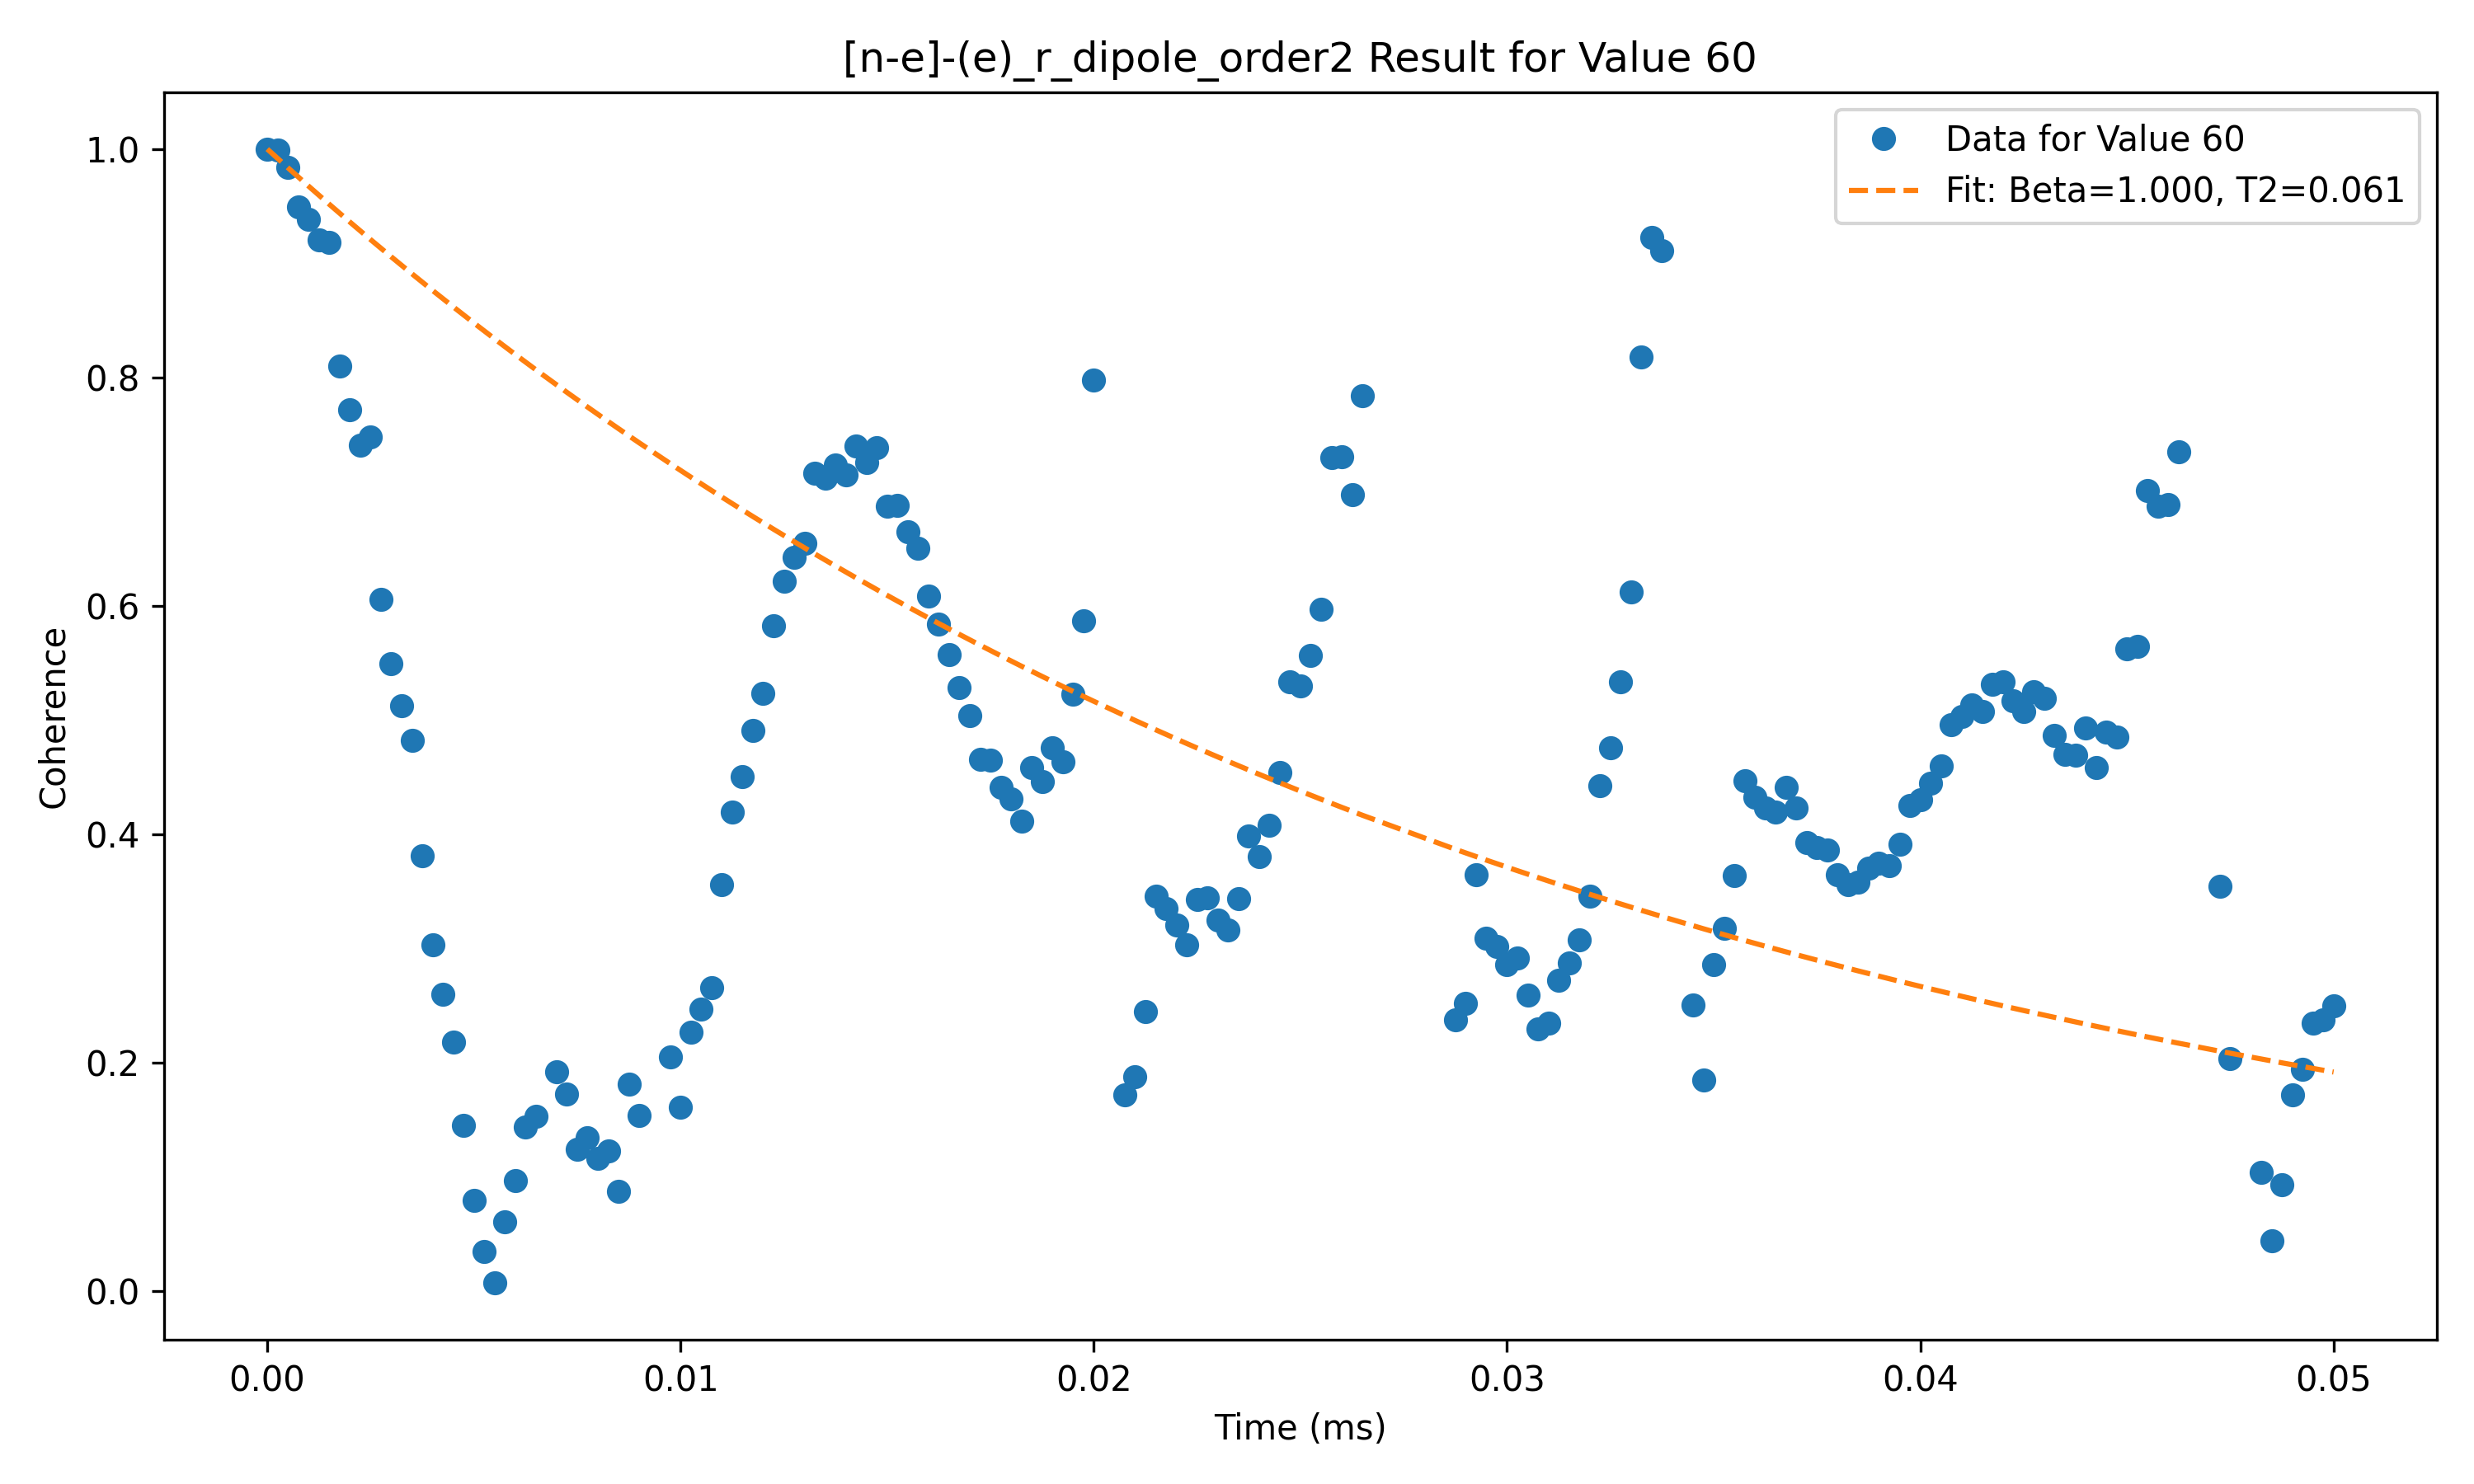 [n-e]-(e)_r_dipole_order2 Result for Value 60
Data for Value 60
Fit: Beta=1.000, T2=0.061
Coherence
1.0
0.8
0.6
0.4
0.2
0.0
0.00 0.01 0.02 0.03 0.04 0.05
Time (ms)